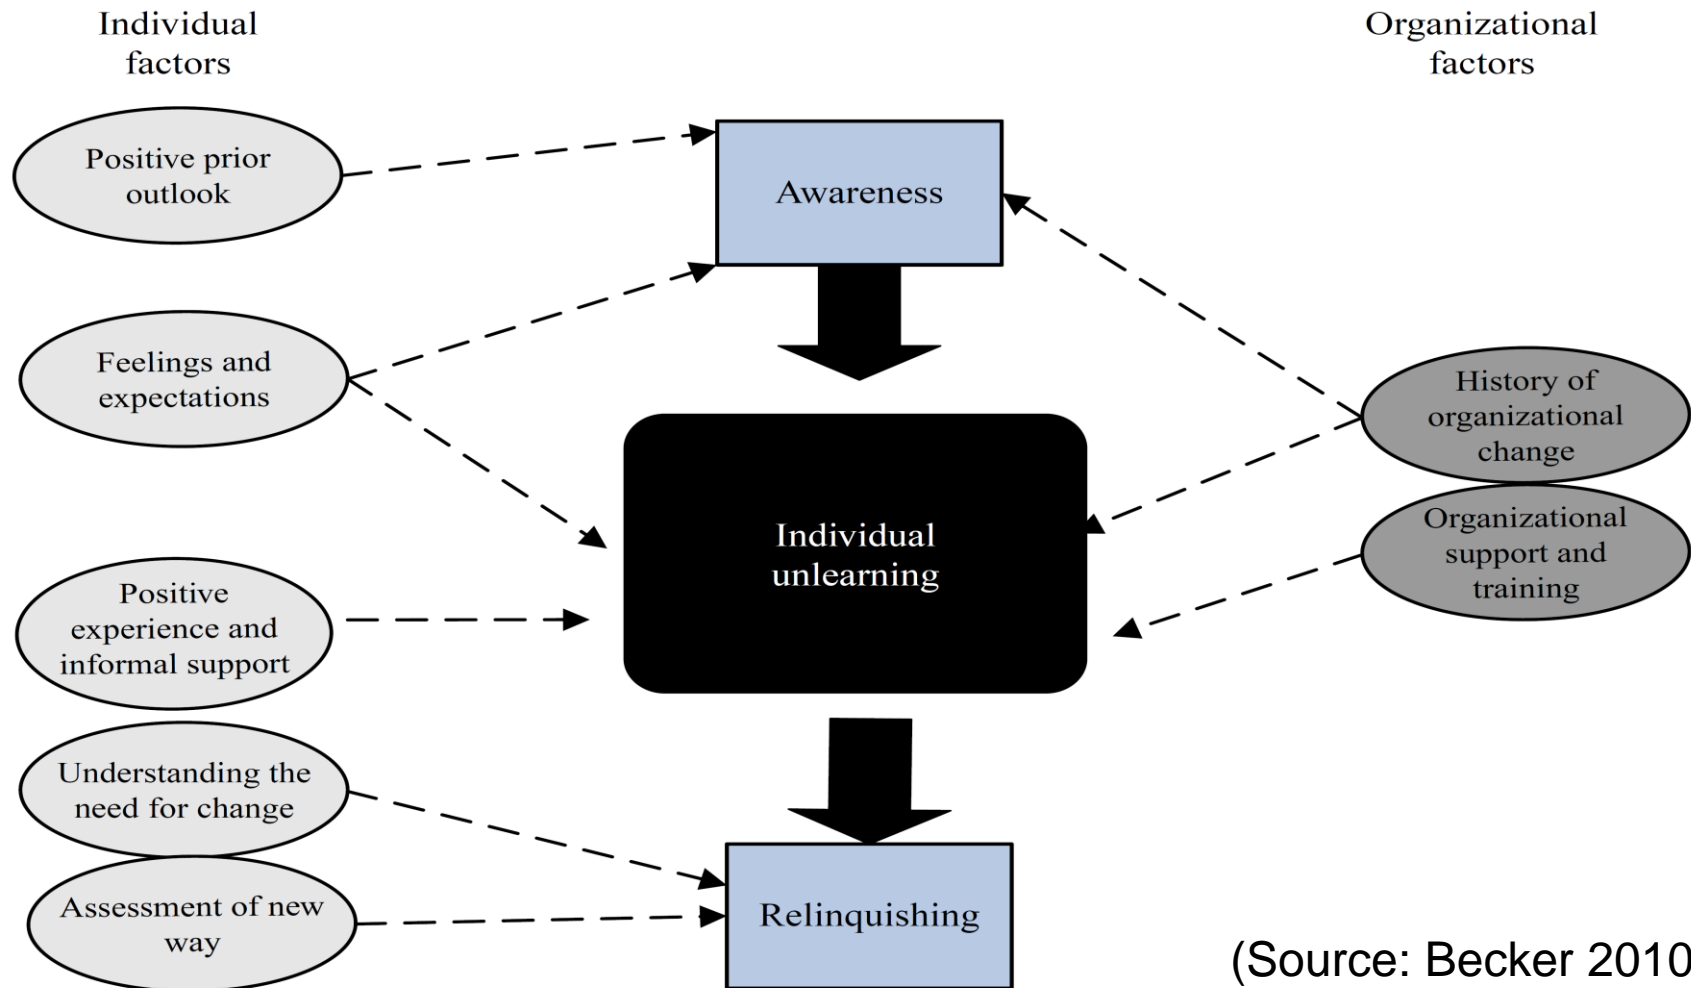 Individual
factors
Organizational
factors
Positive prior
outlook
Awareness
Feelings and
expectations
History of
organizational
change
Individual
unlearning
Organizational
support and
training
Positive
experience and
informal support
Understanding the
need for change
Assessment of new
way
Relinquishing
(Source: Becker 2010